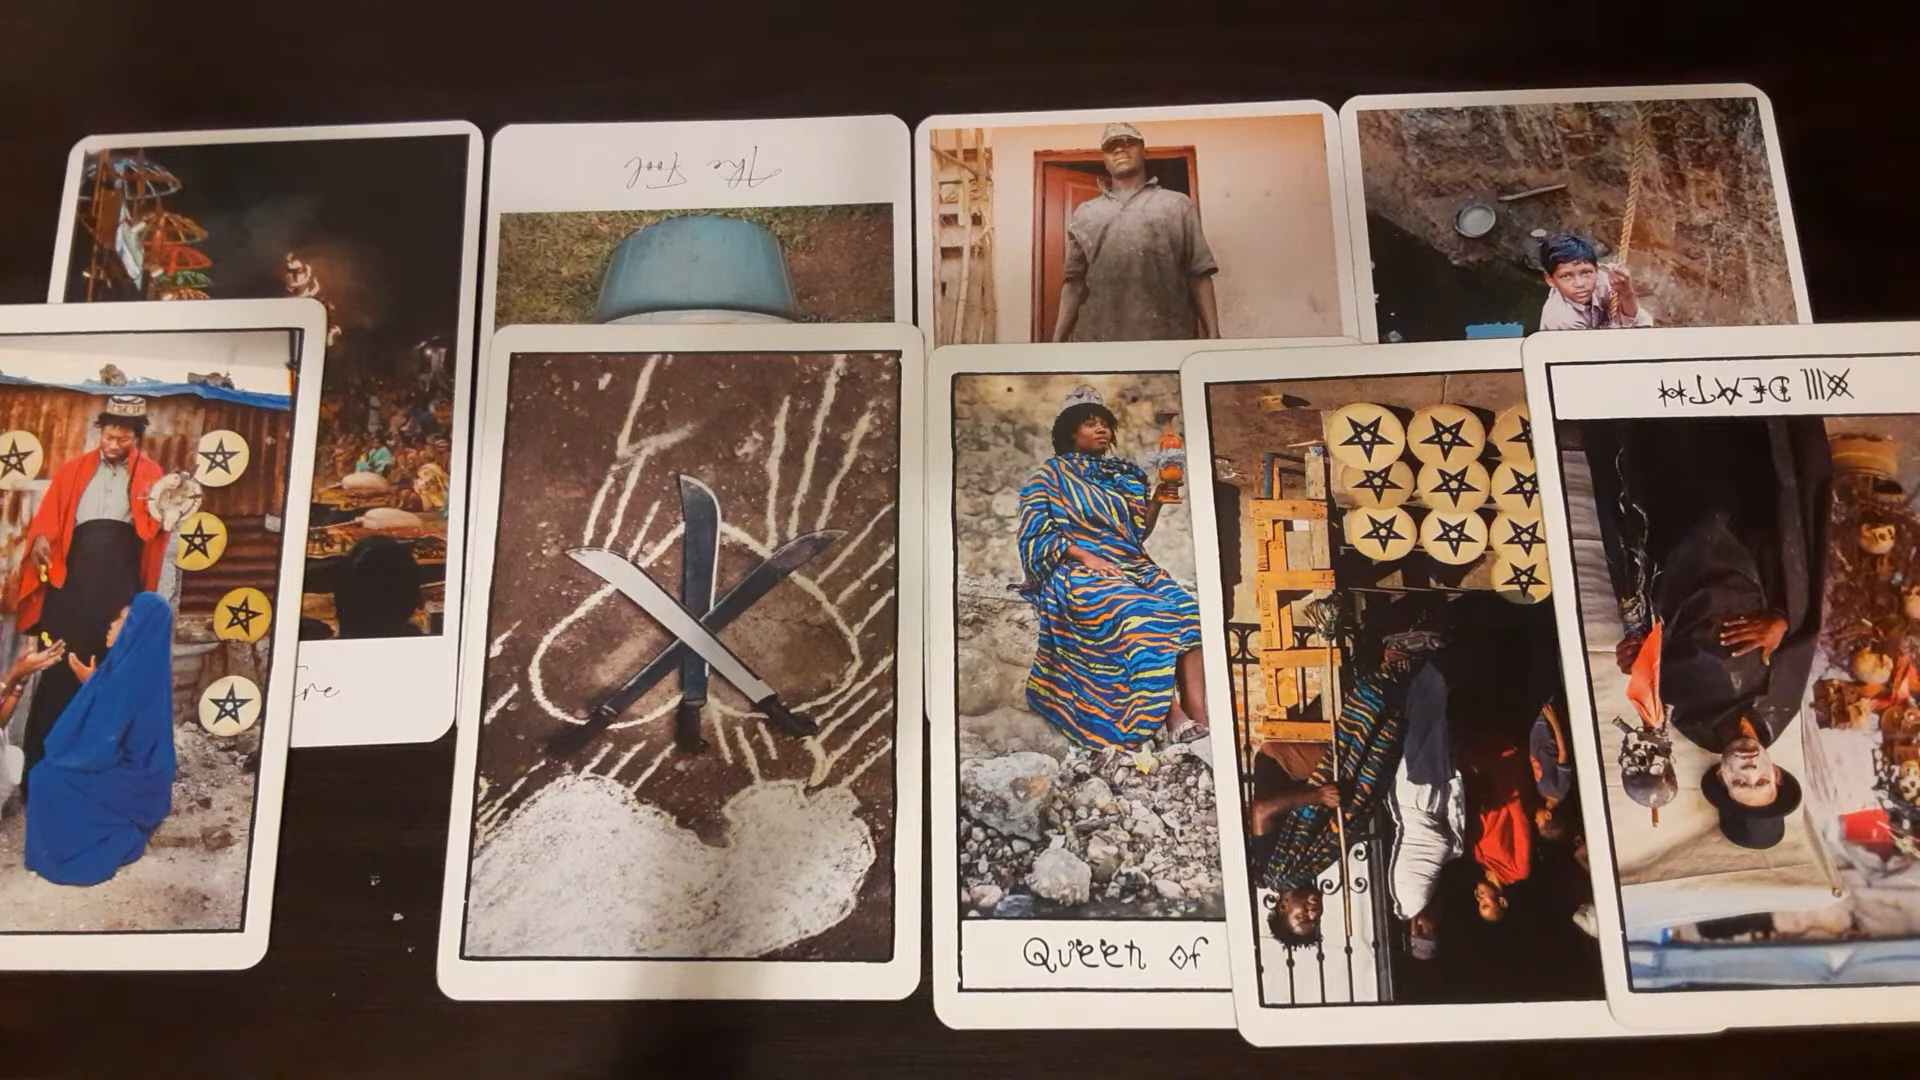 The Fool
XIII DEATH
Queen of